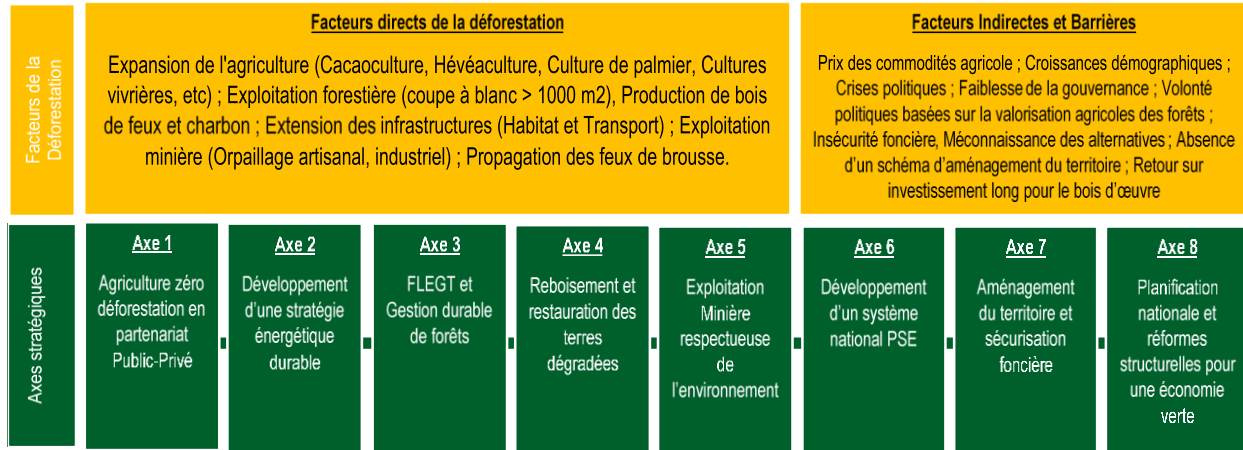 Facteurs de la
Déforestation
Facteurs directs de la déforestation
Expansion de l'agriculture (Cacaoculture, Hévéaculture, Culture de palmier, Cultures
vivrières, etc) ; Exploitation forestière (coupe à blanc > 1000 m2), Production de bois
de feux et charbon ; Extension des infrastructures (Habitat et Transport) ; Exploitation
minière (Orpaillage artisanal, industriel) ; Propagation des feux de brousse.
Facteurs Indirectes et Barrières
Prix des commodités agricole ; Croissances démographiques ;
Crises politiques ; Faiblesse de la gouvernance ; Volonté
politiques basées sur la valorisation agricoles des forêts ;
Insécurité foncière, Méconnaissance des alternatives ; Absence
d'un schéma d'aménagement du territoire ; Retour sur
investissement long pour le bois d'œuvre
Axes stratégiques
Axe 1
Agriculture zéro
déforestation en
partenariat
Public-Privé
Axe 2
Développement
d'une stratégie
énergétique
durable
Axe 3
FLEGT et
Gestion durable
de forêts
Axe 4
Reboisement et
restauration des
terres
dégradées
Axe 5
Exploitation
Minière
respectueuse
de
l'environnement
Axe 6
Développement
d'un système
national PSE
Axe 7
Aménagement
du territoire et
sécurisation
foncière
Axe 8
Planification
nationale et
réformes
structurelles pour
une économie
verte